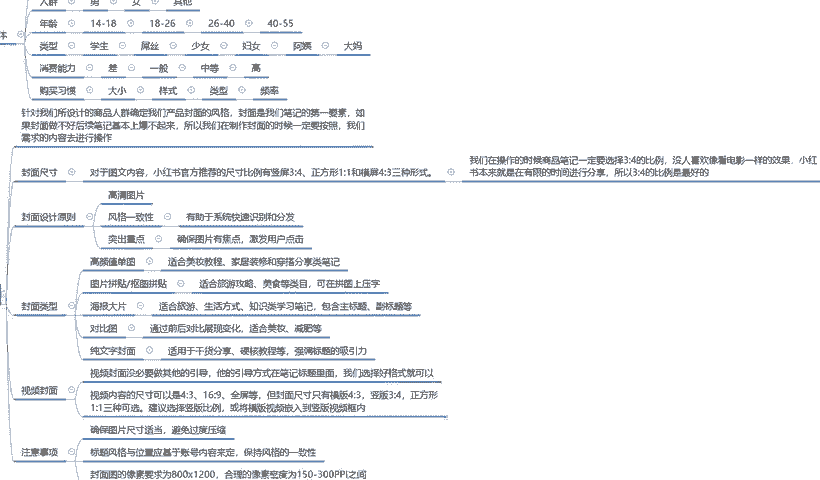 人群 男 女 其他
体
年龄 14-18 18-26 26-40 40-55
类型 学生 屌丝 少女 妇女 阿姨 大妈
消费能力 差 一般 中等 高
购买习惯 大小 样式 类型 频率
针对我们所设计的商品人群确定我们产品封面的风格，封面是我们笔记的第一要素，如
果封面做不好后续笔记基本上爆不起来，所以我们在制作封面的时候一定要按照，我们
需求的内容去进行操作
封面尺寸 对于图文内容，小红书官方推荐的尺寸比例有竖屏3:4、正方形1:1和横屏4:3三种形式。
我们在操作的时候商品笔记一定要选择3:4的比例，没人喜欢像看电影一样的效果，小红
书本来就是在有限的时间进行分享，所以3:4的比例是最好的
高清图片
封面设计原则 风格一致性 有助于系统快速识别和分发
突出重点 确保图片有焦点，激发用户点击
高颜值单图 适合美妆教程、家居装修和穿搭分享类笔记
图片拼贴/抠图拼贴 适合旅游攻略、美食等类目，可在拼图上压字
封面类型 海报大片 适合旅游、生活方式、知识类学习笔记，包含主标题、副标题等
对比图 通过前后对比展现变化，适合美妆、减肥等
纯文字封面 适用于干货分享、硬核教程等，强调标题的吸引力
视频封面没必要做其他的引导，他的引导方式在笔记标题里面，我们选择好格式就可以
视频封面
视频内容的尺寸可以是4:3、16:9、全屏等，但封面尺寸只有横版4:3，竖版3:4，正方形
1:1三种可选。建议选择竖版比例，或将横版视频嵌入到竖版视频框内
确保图片尺寸适当，避免过度压缩
注意事项 标题风格与位置应基于账号内容来定，保持风格的一致性
封面图的像素要求为800x1200，合理的像素密度为150-300PPI之间